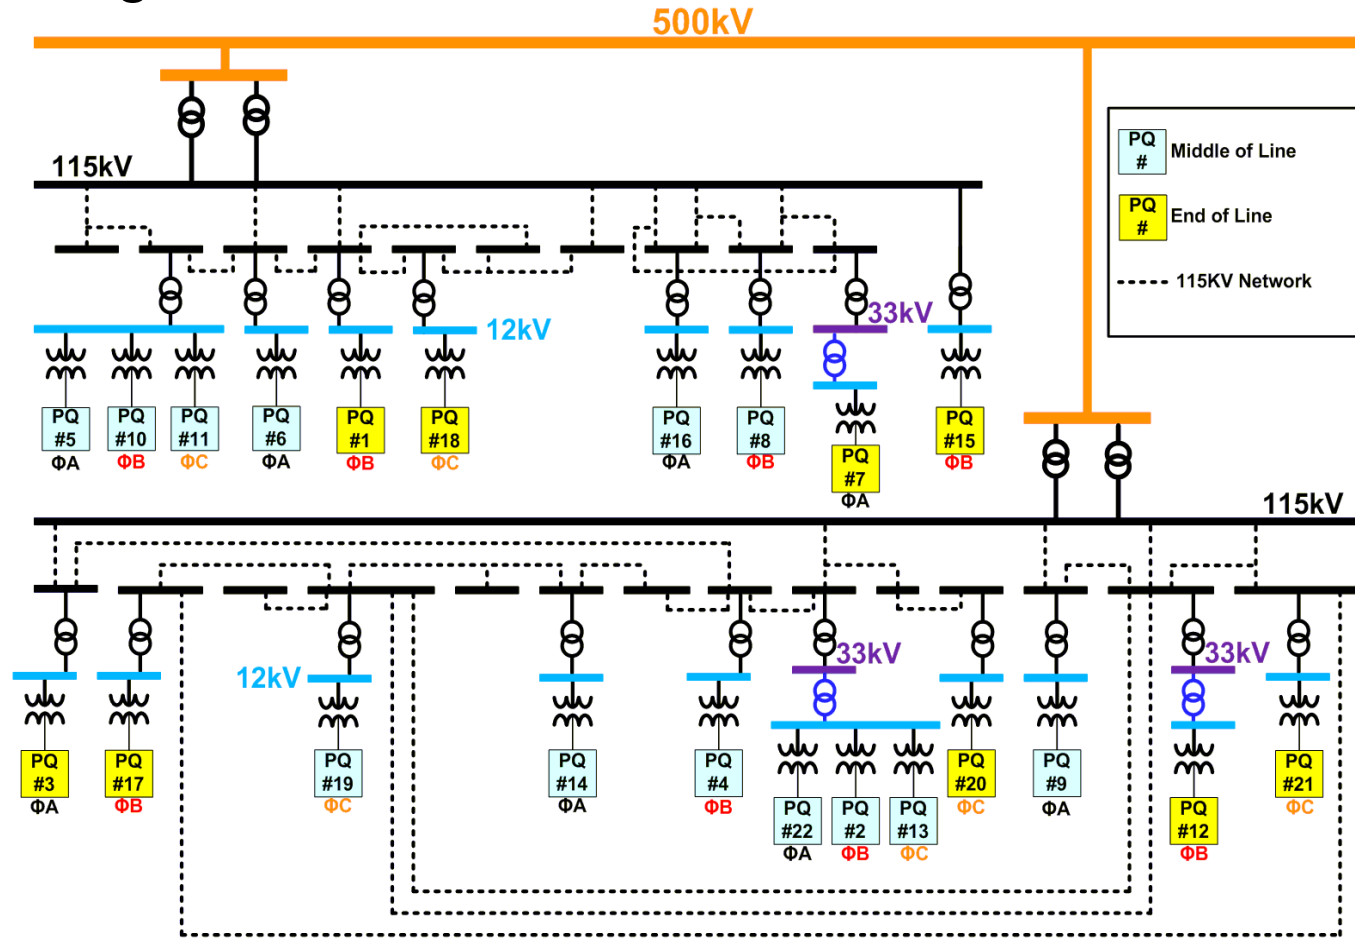 500kV
115kV
PQ
#
Middle of Line
PQ
#
End of Line
115KV Network
33kV
12kV
PQ
#5
ΦA
PQ
#10
ΦB
PQ
#11
ΦC
PQ
#6
ΦA
PQ
#1
ΦB
PQ
#18
ΦC
PQ
#16
ΦA
PQ
#8
ΦB
PQ
#7
ΦA
PQ
#15
ΦB
115kV
33kV
33kV
12kV
PQ
#3
ΦA
PQ
#17
ΦB
PQ
#19
ΦC
PQ
#14
ΦA
PQ
#4
ΦB
PQ
#22
ΦA
PQ
#2
ΦB
PQ
#13
ΦC
PQ
#20
ΦC
PQ
#9
ΦA
PQ
#12
ΦB
PQ
#21
ΦC